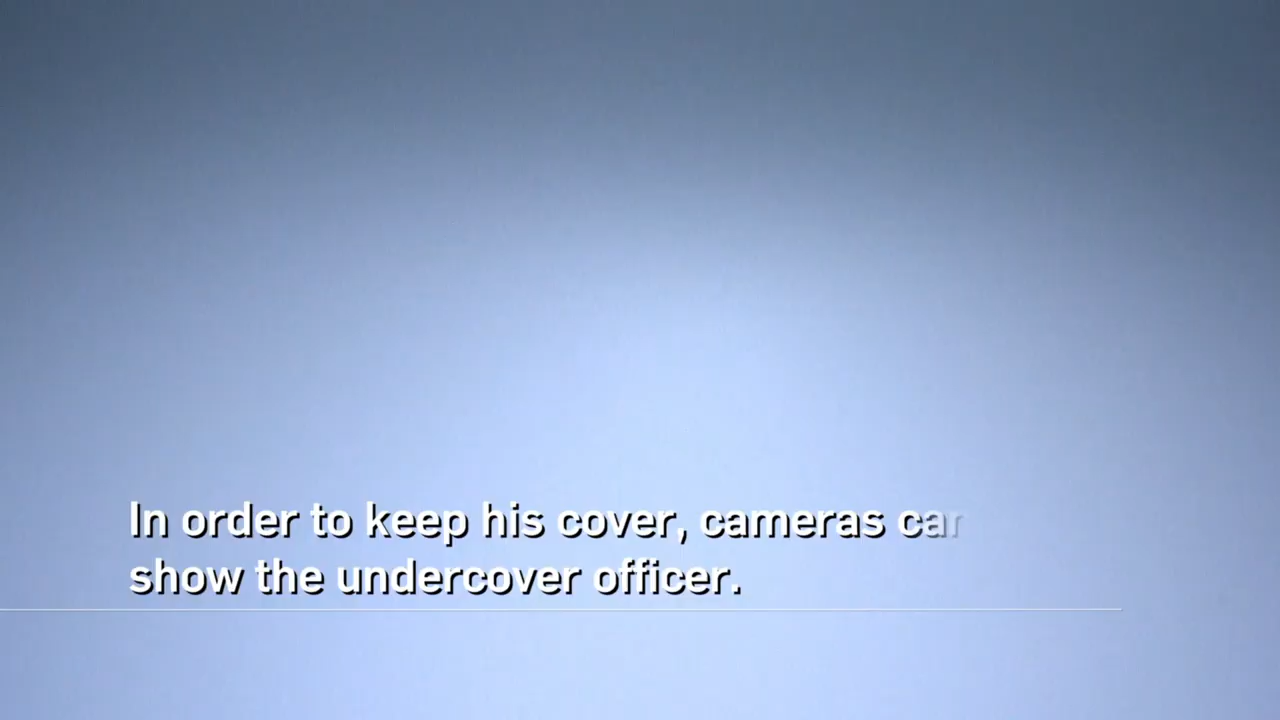 In order to keep his cover, cameras
show the undercover officer.